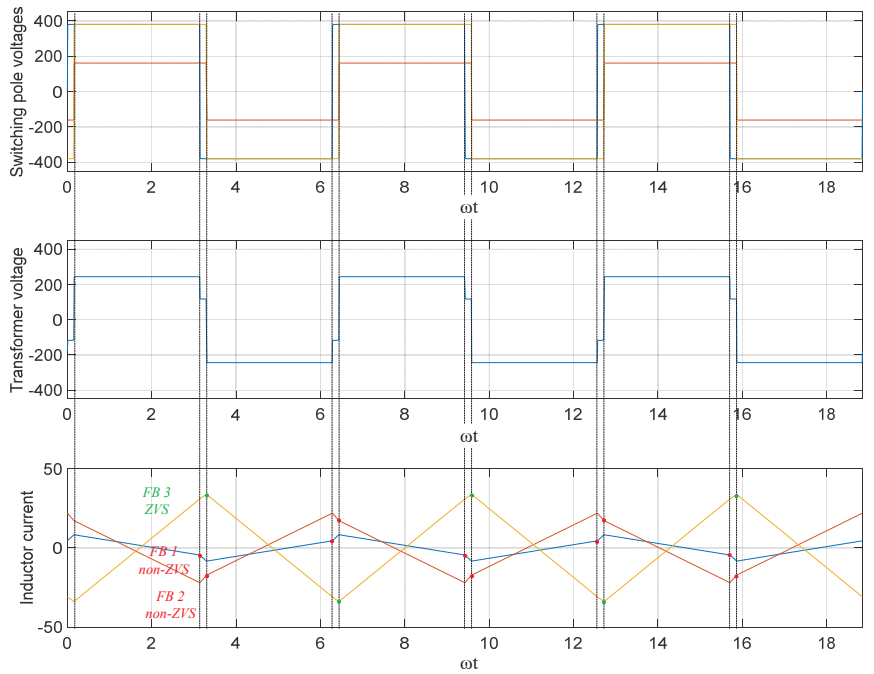 Switching pole voltages
400
200
0
-200
-400
0 2 4 6 8 10 12 14 16 18
ωt
Transformer voltage
400
200
0
-200
-400
0 2 4 6 8 10 12 14 16 18
ωt
Inductor current
50
0
-50
FB 3
ZVS
FB 1
non-ZVS
FB 2
non-ZVS
0 2 4 6 8 10 12 14 16 18
ωt